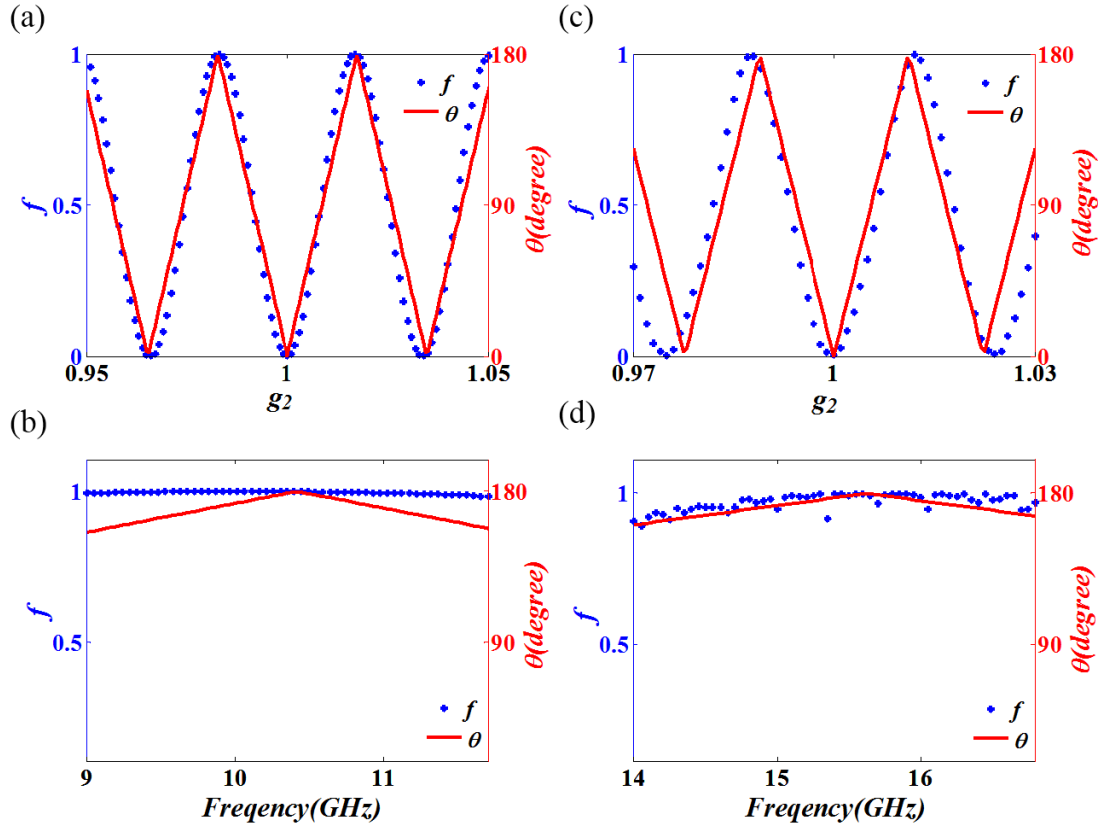 (a)
1
0.5
0
f
180
90
0
θ(degree)
f
θ
0.95
1
1.05
g2
(c)
1
0.5
0
f
180
90
0
θ(degree)
f
θ
0.97
1
1.03
g2
(b)
1
0.5
f
180
90
θ(degree)
f
θ
9
10
11
Freqency(GHz)
(d)
1
0.5
f
180
90
θ(degree)
f
θ
14
15
16
Freqency(GHz)